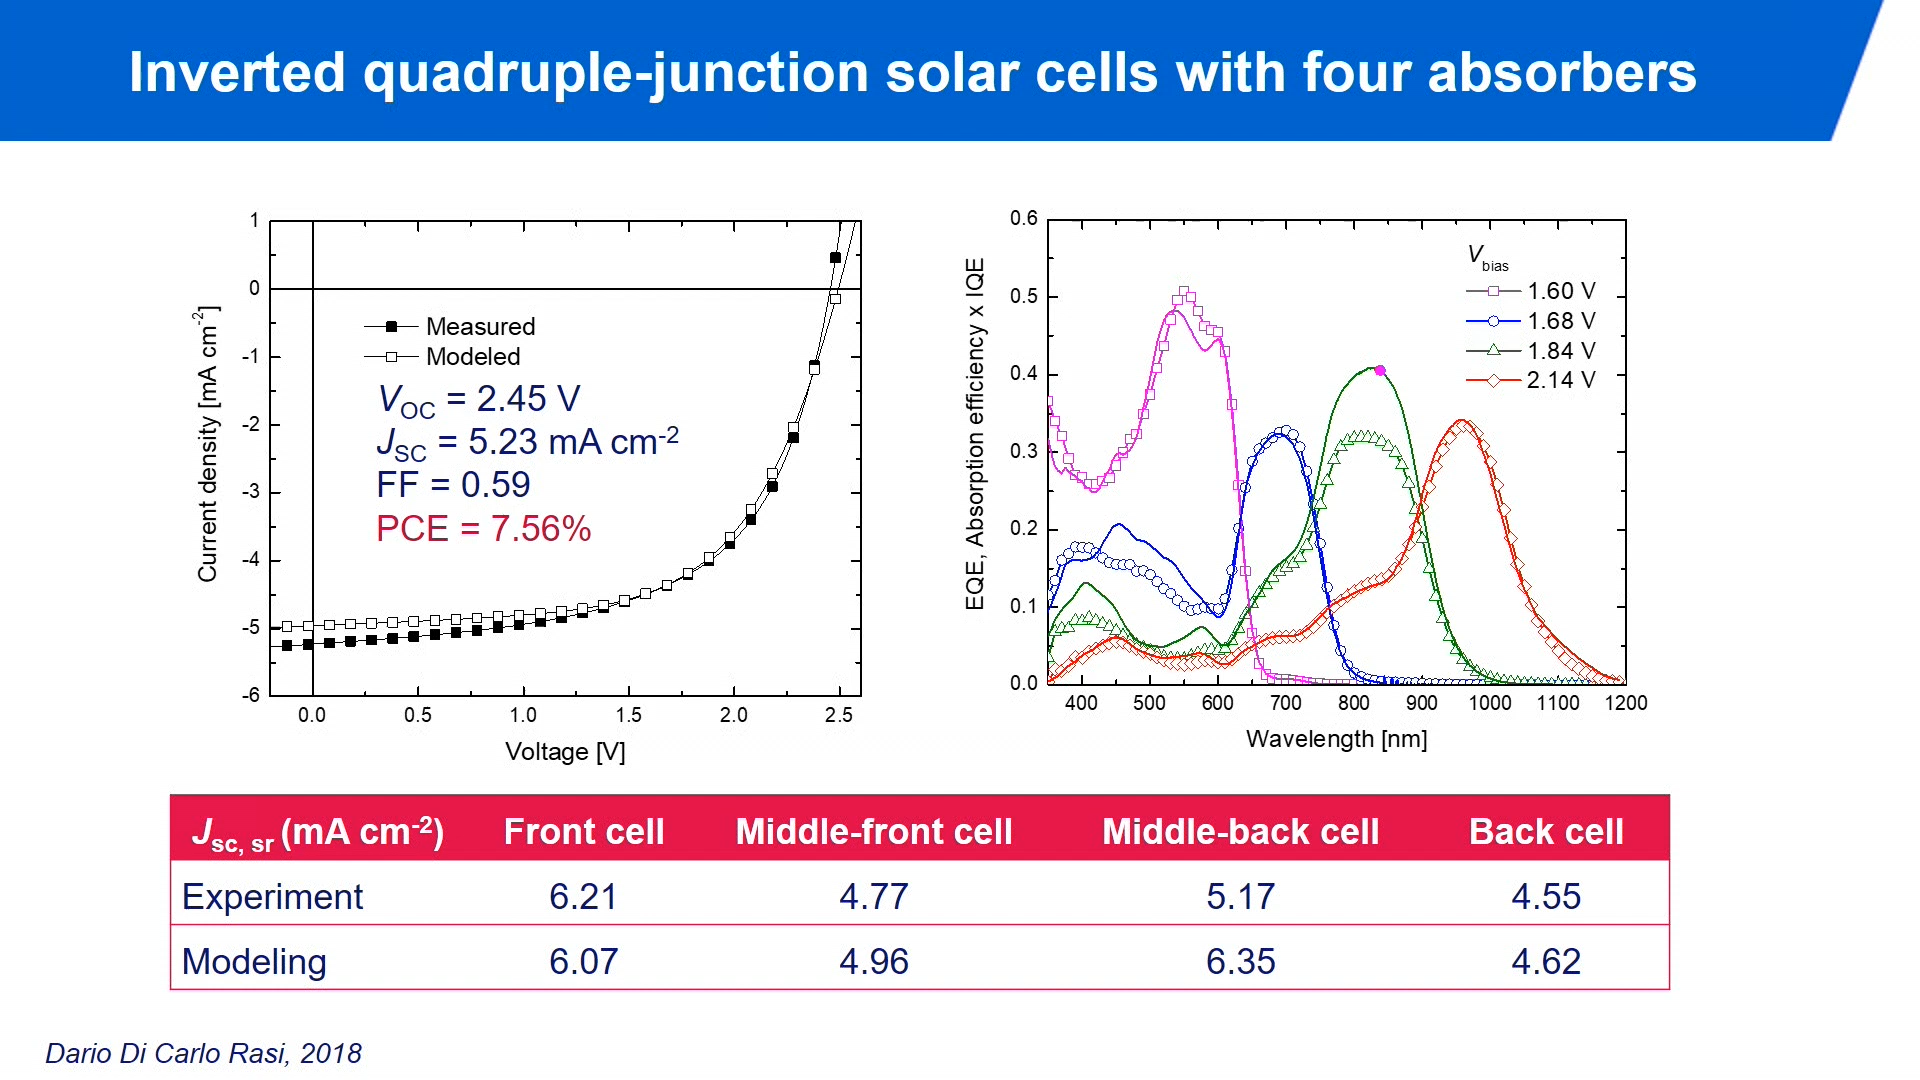 Inverted quadruple-junction solar cells with four absorbers
1
0
-1
-2
-3
-4
-5
-6
Current density [mA cm-2]
Measured
Modeled
VOC = 2.45 V
JSC = 5.23 mA cm-2
FF = 0.59
PCE = 7.56%
0.0 0.5 1.0 1.5 2.0 2.5
Voltage [V]
0.6
0.5
0.4
0.3
0.2
0.1
0.0
EQE, Absorption efficiency x IQE
Vbias
1.60 V
1.68 V
1.84 V
2.14 V
400 500 600 700 800 900 1000 1100 1200
Wavelength [nm]
Jsc, sr (mA cm-2) Front cell Middle-front cell Middle-back cell Back cell
Experiment 6.21 4.77 5.17 4.55
Modeling 6.07 4.96 6.35 4.62
Dario Di Carlo Rasi, 2018